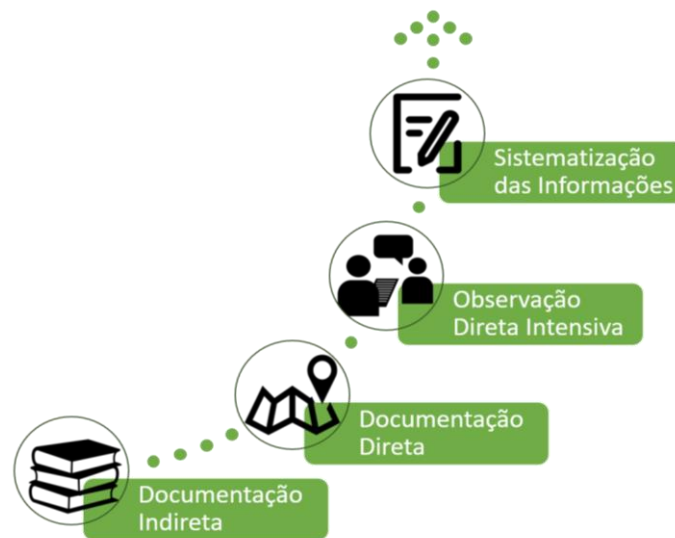 Sistematização
das Informações
Observação
Direta Intensiva
Documentação
Direta
Documentação
Indireta